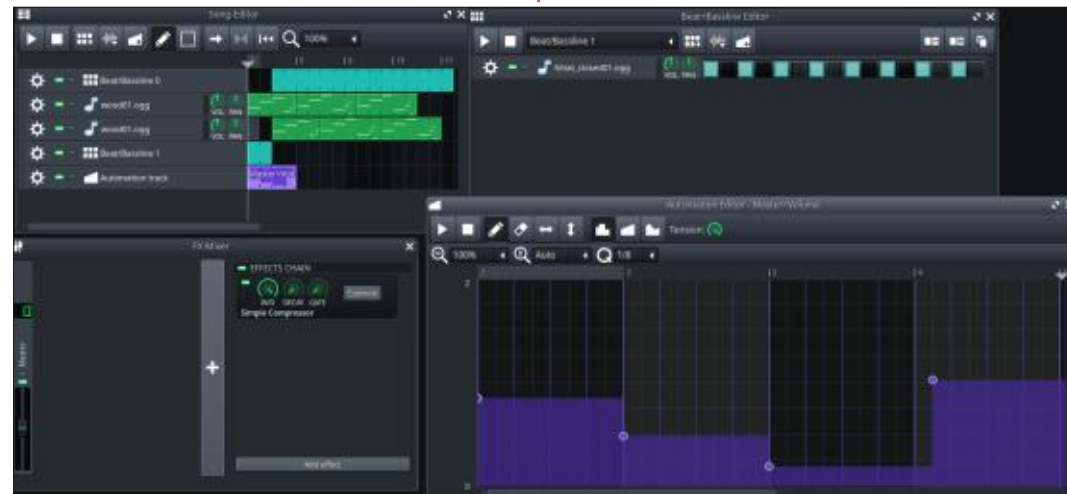 Song-Editor
100%
Beat/Bassline 0
wood01.ogg
VOL PAN
wood01.ogg
VOL PAN
Beat/Bassline 1
Automation track
Beat+Bassline Editor
Beat/Bassline 1
VOL PAN
Automation Editor - Master Volume
Tension
100%
Auto
1/8
2
0
FX-Mixer
Master
EFFECTS CHAIN
W/D DECAY GATE
Controls
Simple Compressor
Add effect